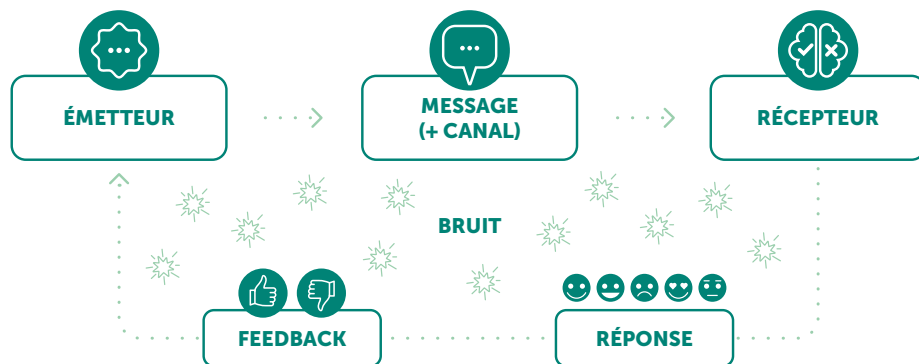 ÉMETTEUR
MESSAGE
(+ CANAL)
RÉCEPTEUR
BRUIT
FEEDBACK
RÉPONSE